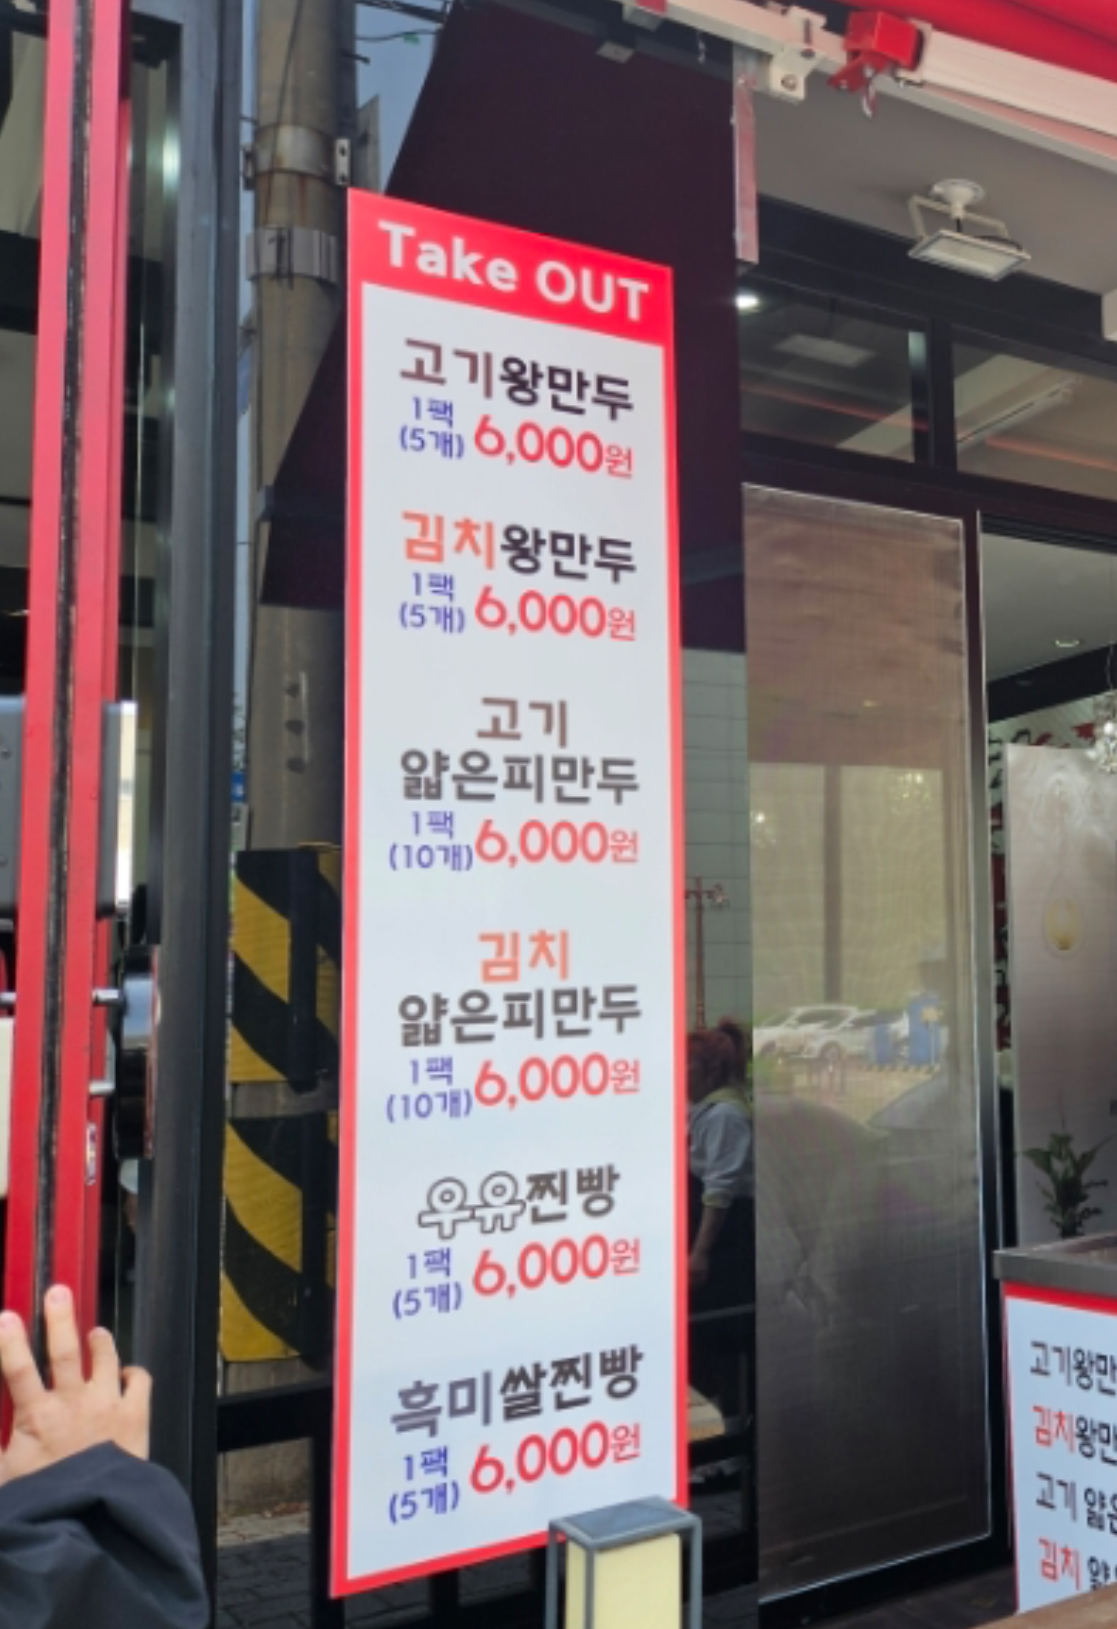 Take OUT
고기왕만두
1팩
(5개) 6,000원
김치왕만두
1팩
(5개) 6,000원
고기
얇은피만두
1팩
(10개) 6,000원
김치
얇은피만두
1팩
(10개) 6,000원
우유찐빵
1팩
(5개) 6,000원
흑미쌀찐빵
1팩
(5개) 6,000원
고기왕만
김치왕만
고기 얇은
김치